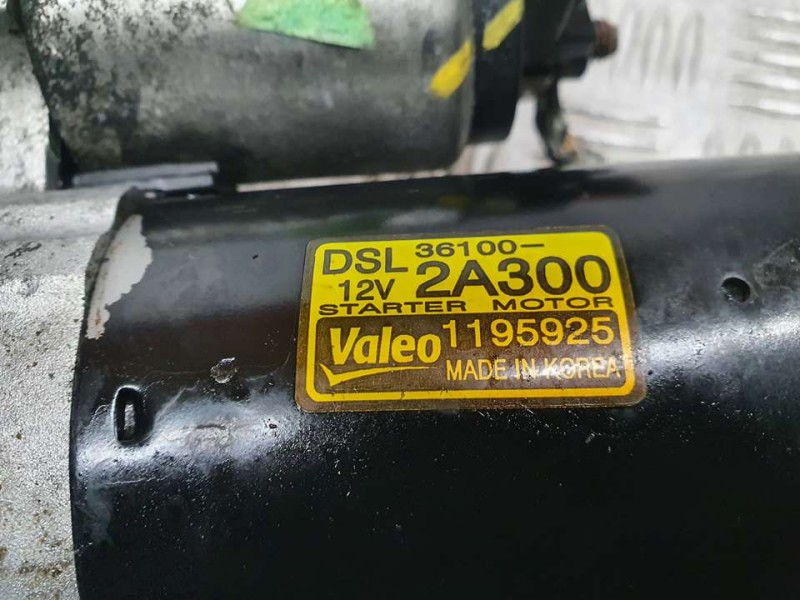 DSL 36100-
12V 2A300
STARTER MOTOR
Valeo 1195925
MADE IN KOREA